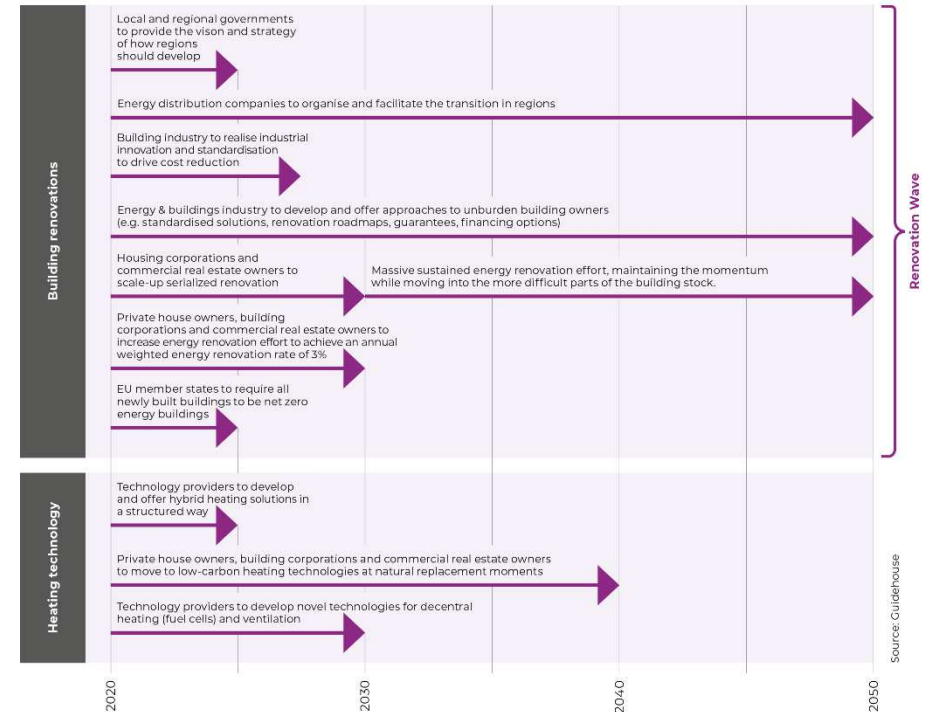 Local and regional governments
to provide the vison and strategy
of how regions
should develop
Energy distribution companies to organise and facilitate the transition in regions
Building industry to realise industrial
innovation and standardisation
to drive cost reduction
Energy & buildings industry to develop and offer approaches to unburden building owners
(e.g. standardised solutions, renovation roadmaps, guarantees, financing options)
Housing corporations and
commercial real estate owners to
scale-up serialized renovation
Massive sustained energy renovation effort, maintaining the momentum
while moving into the more difficult parts of the building stock.
Private house owners, building
corporations and commercial real estate owners to
increase energy renovation effort to achieve an annual
weighted energy renovation rate of 3%
EU member states to require all
newly built buildings to be net zero
energy buildings
Building renovations
Renovation Wave
Technology providers to develop
and offer hybrid heating solutions in
a structured way
Private house owners, building corporations and commercial real estate owners
to move to low-carbon heating technologies at natural replacement moments
Technology providers to develop novel technologies for decentral
heating (fuel cells) and ventilation
Heating technology
Source: Guidehouse
2020
2030
2040
2050